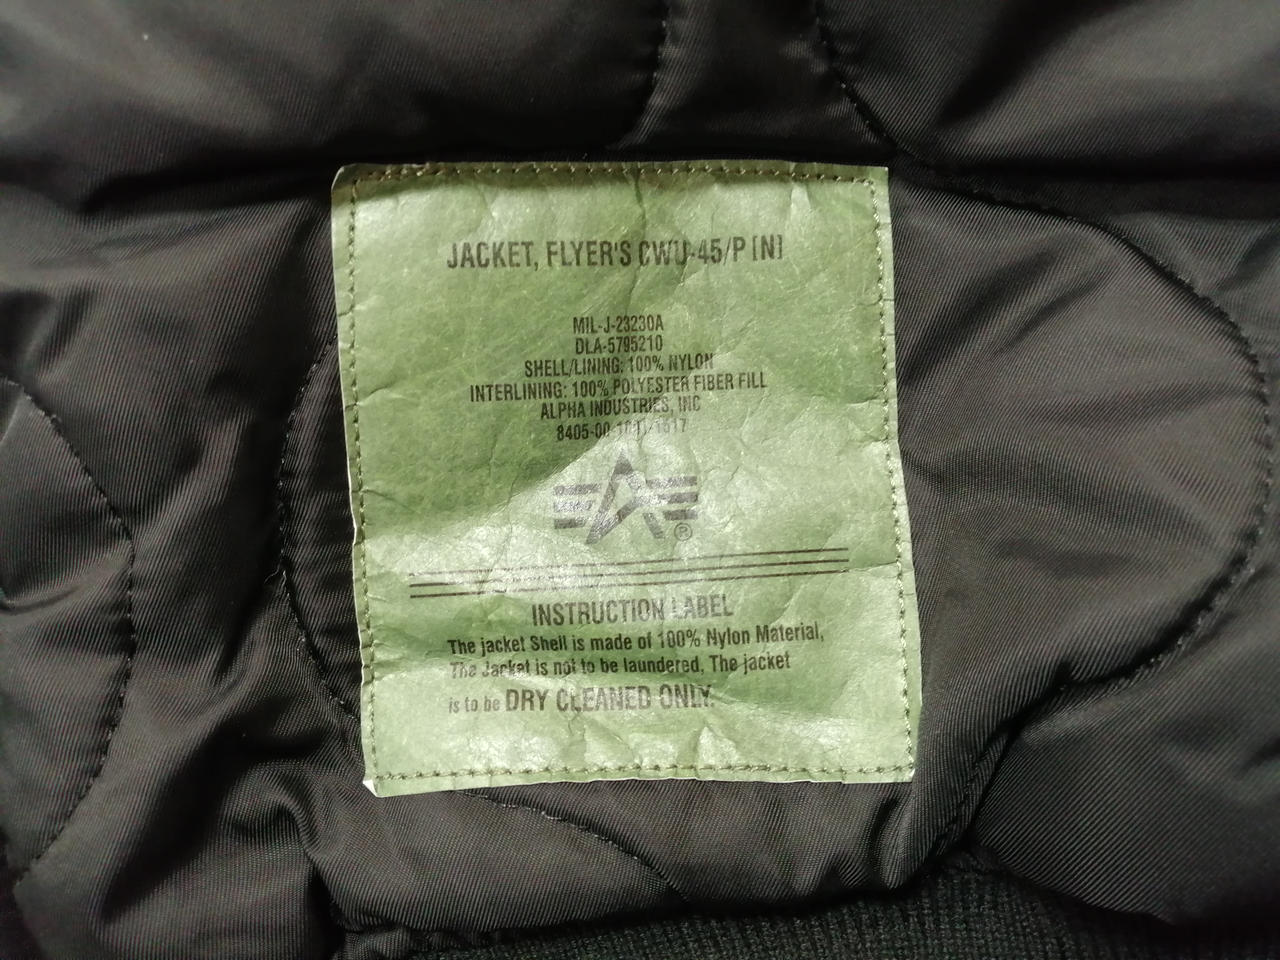 JACKET, FLYER'S CWU-45/P [N]
MIL-J-23230A
DLA-5795210
SHELL/LINING: 100% NYLON
INTERLINING: 100% POLYESTER FIBER FILL
ALPHA INDUSTRIES, INC
8405-00
®
INSTRUCTION LABEL
The jacket Shell is made of 100% Nylon Material,
The Jacket is not to be laundered, The jacket
is to be DRY CLEANED ONLY.